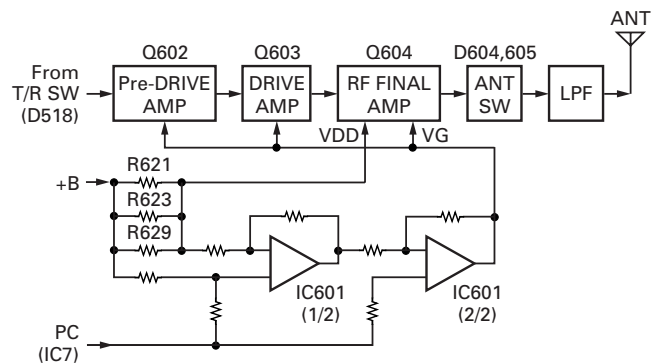 ANT
Q602
Q603
Q604
D604,605
From
T/R SW
(D518)
Pre-DRIVE
AMP
DRIVE
AMP
RF FINAL
AMP
ANT
SW
LPF
VDD
VG
+B
R621
R623
R629
IC601
(1/2)
IC601
(2/2)
PC
(IC7)